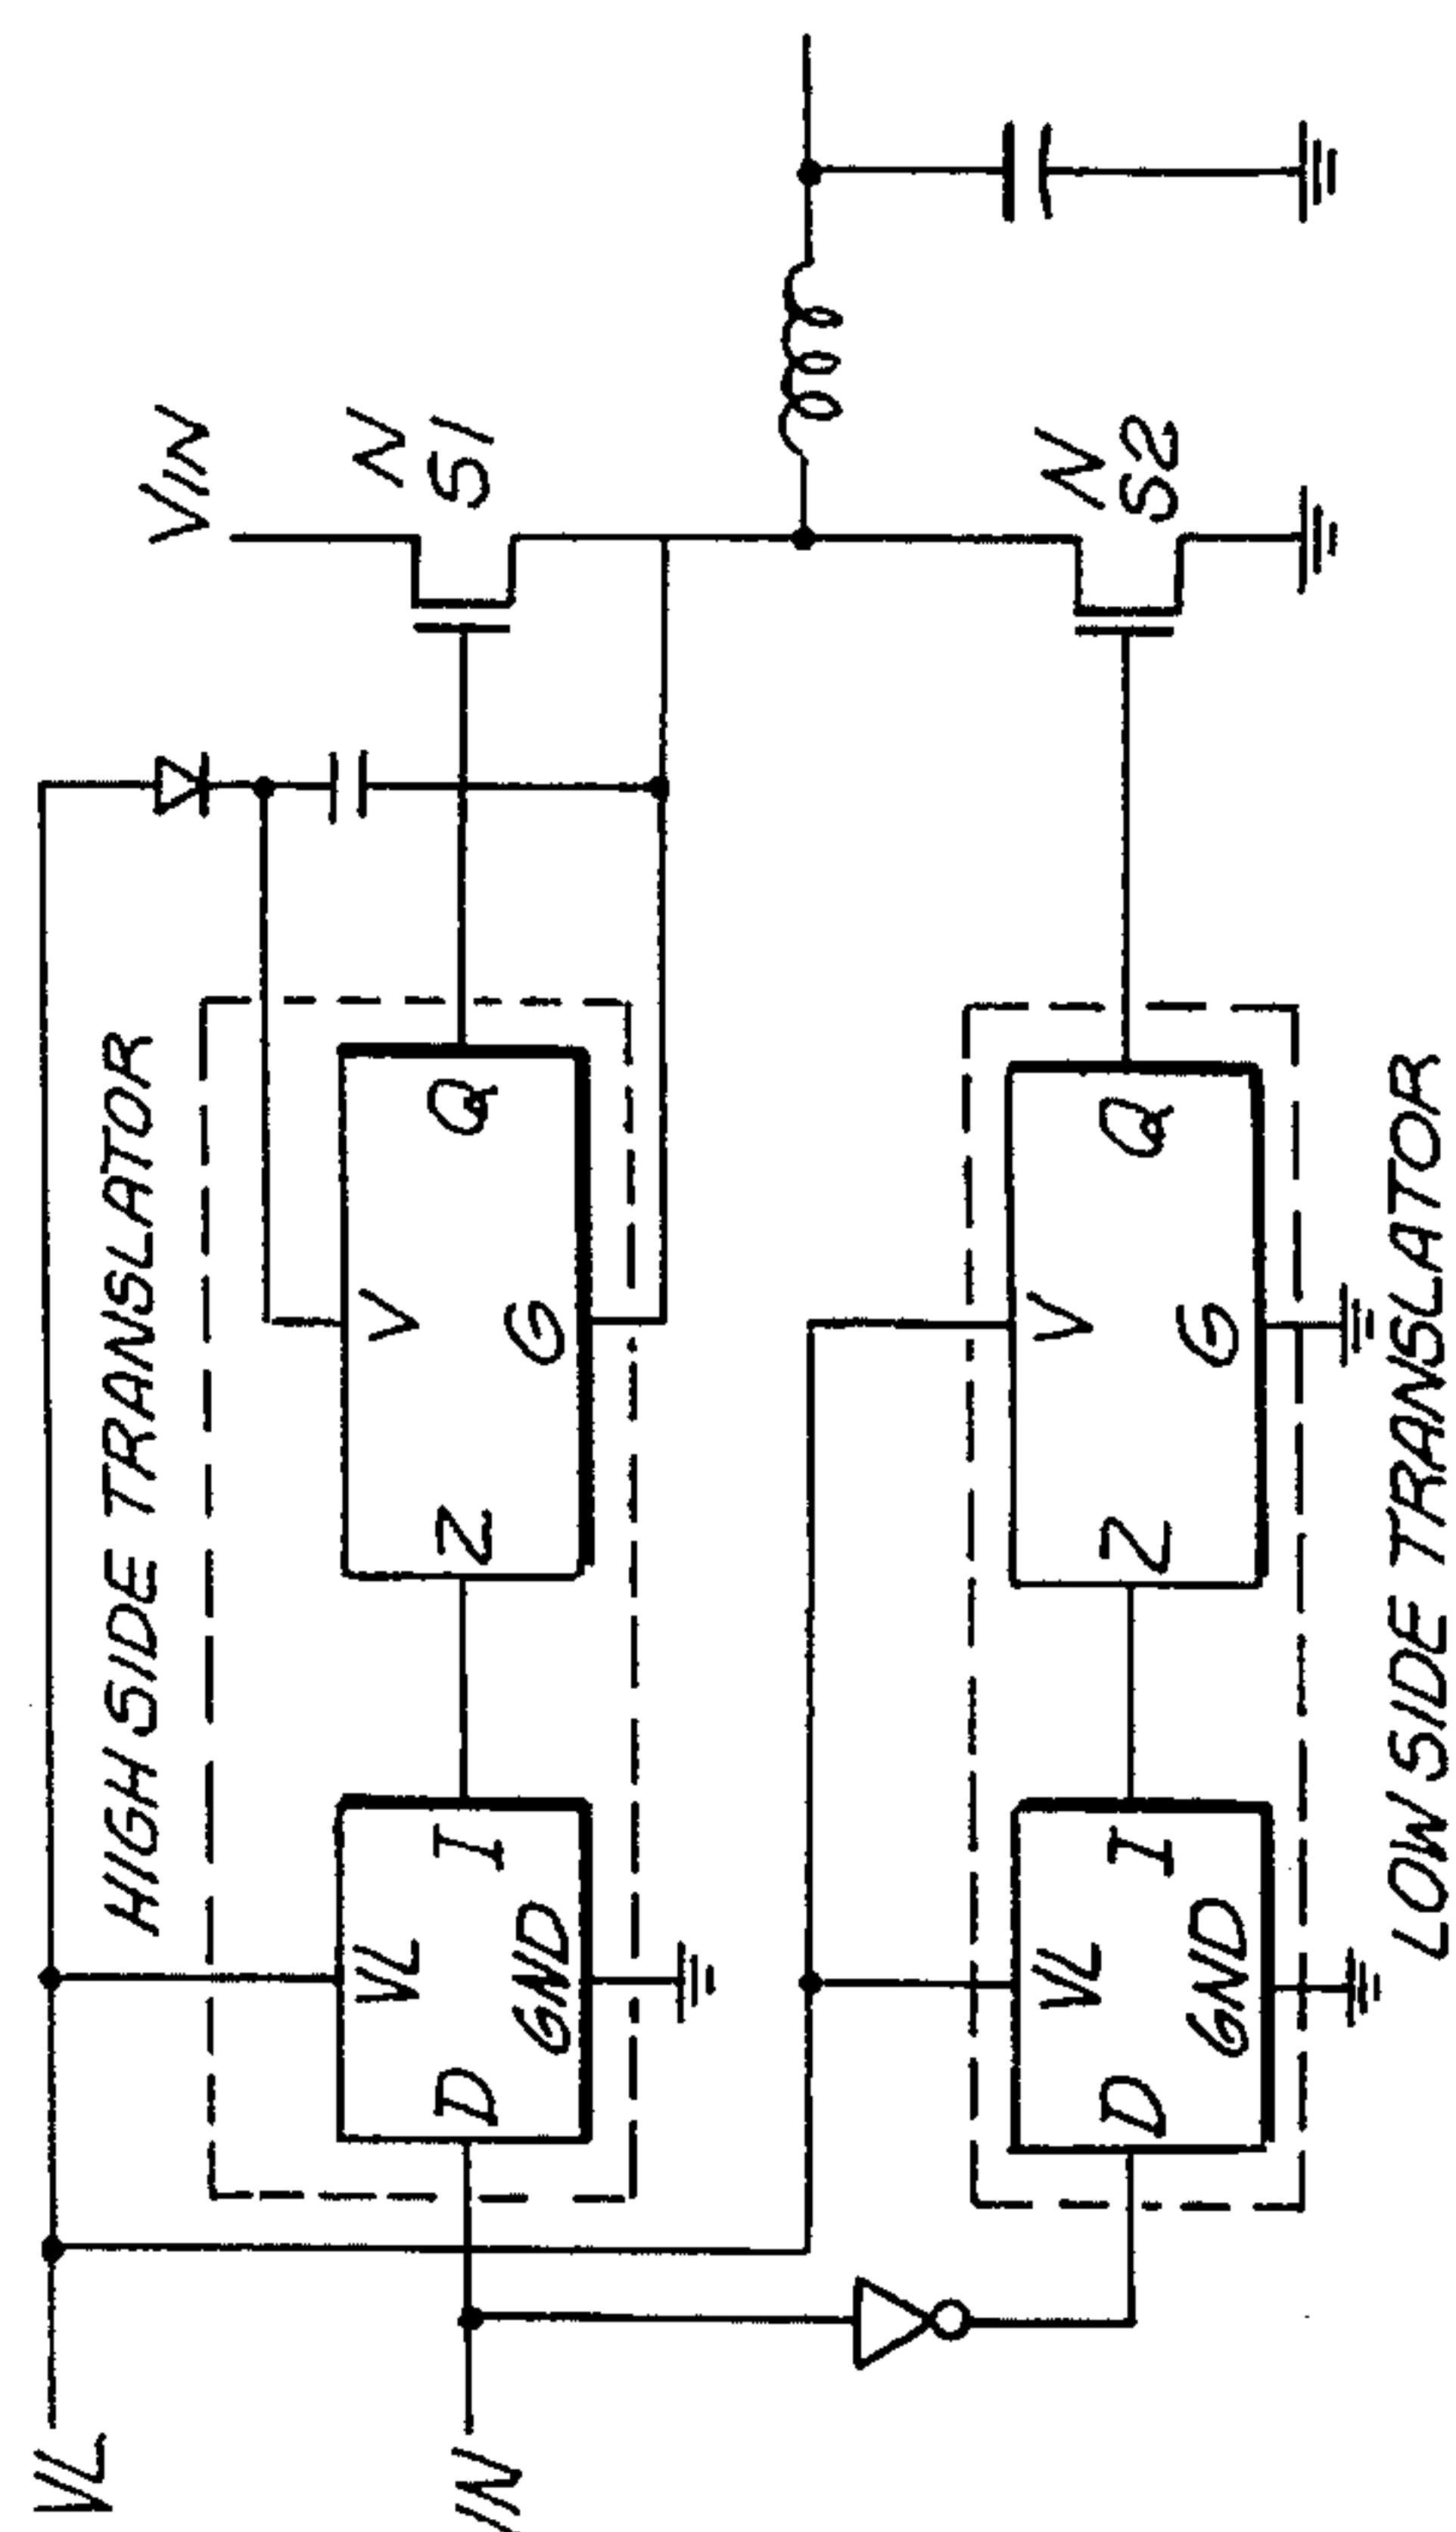 VL
IN
HIGH SIDE TRANSLATOR
D
VL
GND
I
Z
V
G
Q
VIN
N
S1
D
VL
GND
I
Z
V
G
Q
N
S2
LOW SIDE TRANSLATOR